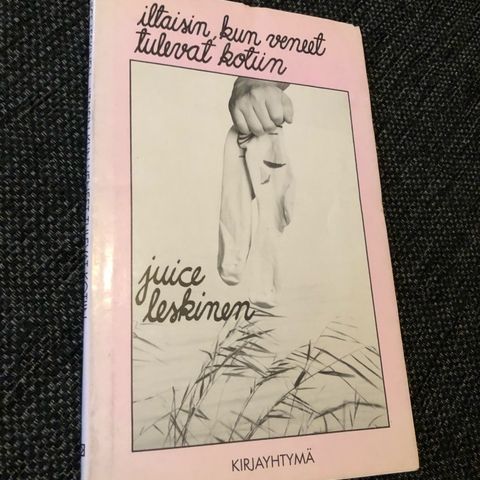 iltaisin, kun veneet
tulevat kotiin
juice
leskinen
KIRJAYHTYMÄ